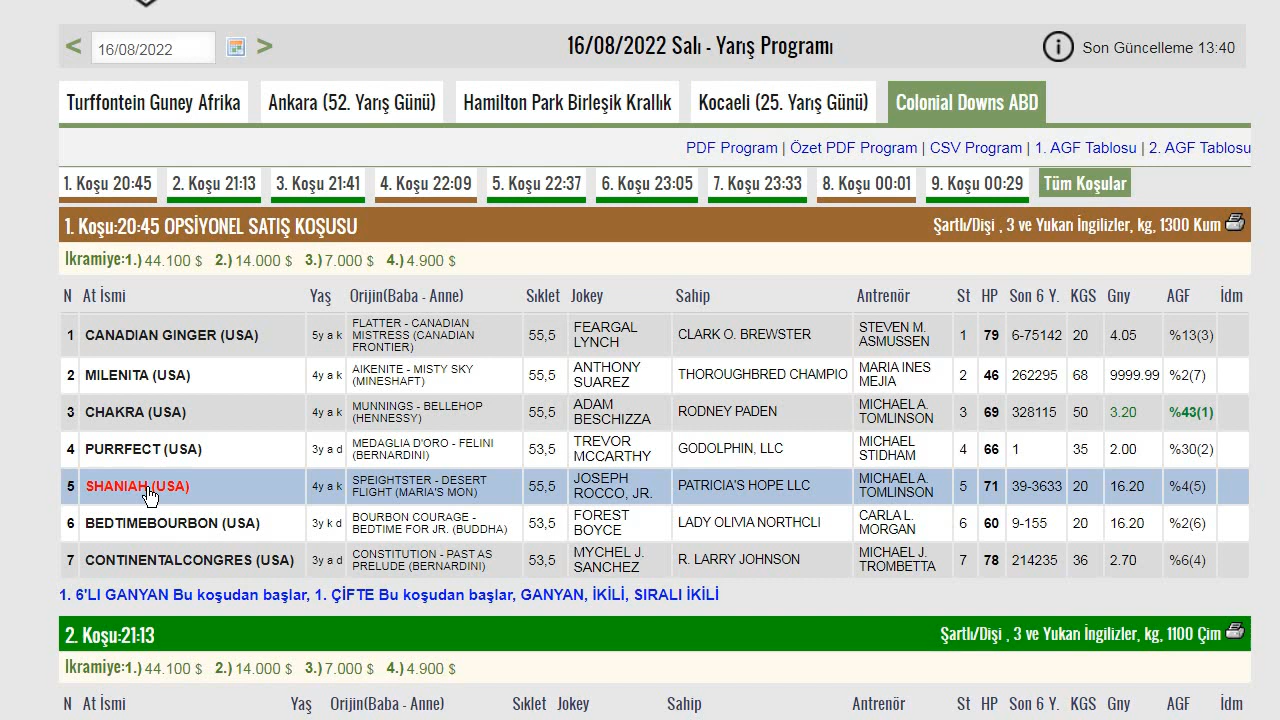 < 16/08/2022 > 16/08/2022 Salı - Yarış Programı Son Güncelleme 13:40
Turffontein Guney Afrika Ankara (52. Yarış Günü) Hamilton Park Birleşik Krallık Kocaeli (25. Yarış Günü) Colonial Downs ABD
PDF Program | Özet PDF Program | CSV Program | 1. AGF Tablosu | 2. AGF Tablosu
1. Koşu 20:45 2. Koşu 21:13 3. Koşu 21:41 4. Koşu 22:09 5. Koşu 22:37 6. Koşu 23:05 7. Koşu 23:33 8. Koşu 00:01 9. Koşu 00:29 Tüm Koşular
1. Koşu:20:45 OPSİYONEL SATIŞ KOŞUSU Şartlı/Dişi , 3 ve Yukarı İngilizler, kg, 1300 Kum
Ikramiye:1.) 44.100 $ 2.) 14.000 $ 3.) 7.000 $ 4.) 4.900 $
N At İsmi Yaş Orijin(Baba - Anne) Sıklet Jokey Sahip Antrenör St HP Son 6 Y. KGS Gny AGF İdm
1 CANADIAN GINGER (USA) 5y a k FLATTER - CANADIAN MISTRESS (CANADIAN FRONTIER) 55,5 FEARGAL LYNCH CLARK O. BREWSTER STEVEN M. ASMUSSEN 1 79 6-75142 20 4.05 %13(3)
2 MILENITA (USA) 4y a k AIKENITE - MISTY SKY (MINESHAFT) 55,5 ANTHONY SUAREZ THOROUGHBRED CHAMPIO MARIA INES MEJIA 2 46 262295 68 9999.99 %2(7)
3 CHAKRA (USA) 4y a k MUNNINGS - BELLEHOP (HENNESSY) 55,5 ADAM BESCHIZZA RODNEY PADEN MICHAEL A. TOMLINSON 3 69 328115 50 3.20 %43(1)
4 PURRFECT (USA) 3y a d MEDAGLIA D'ORO - FELINI (BERNARDINI) 53,5 TREVOR MCCARTHY GODOLPHIN, LLC MICHAEL STIDHAM 4 66 1 35 2.00 %30(2)
5 SHANIAH (USA) 4y a k SPEIGHTSTER - DESERT FLIGHT (MARIA'S MON) 55,5 JOSEPH ROCCO, JR. PATRICIA'S HOPE LLC MICHAEL A. TOMLINSON 5 71 39-3633 20 16.20 %4(5)
6 BEDTIMEBOURBON (USA) 3y k d BOURBON COURAGE - BEDTIME FOR JR. (BUDDHA) 53,5 FOREST BOYCE LADY OLIVIA NORTHCLI CARLA L. MORGAN 6 60 9-155 20 16.20 %2(6)
7 CONTINENTALCONGRES (USA) 3y a d CONSTITUTION - PAST AS PRELUDE (BERNARDINI) 53,5 MYCHEL J. SANCHEZ R. LARRY JOHNSON MICHAEL J. TROMBETTA 7 78 214235 36 2.70 %6(4)
1. 6'LI GANYAN Bu koşudan başlar, 1. ÇİFTE Bu koşudan başlar, GANYAN, İKİLİ, SIRALI İKİLİ
2. Koşu:21:13 Şartlı/Dişi , 3 ve Yukarı İngilizler, kg, 1100 Çim
Ikramiye:1.) 44.100 $ 2.) 14.000 $ 3.) 7.000 $ 4.) 4.900 $
N At İsmi Yaş Orijin(Baba - Anne) Sıklet Jokey Sahip Antrenör St HP Son 6 Y. KGS Gny AGF İdm